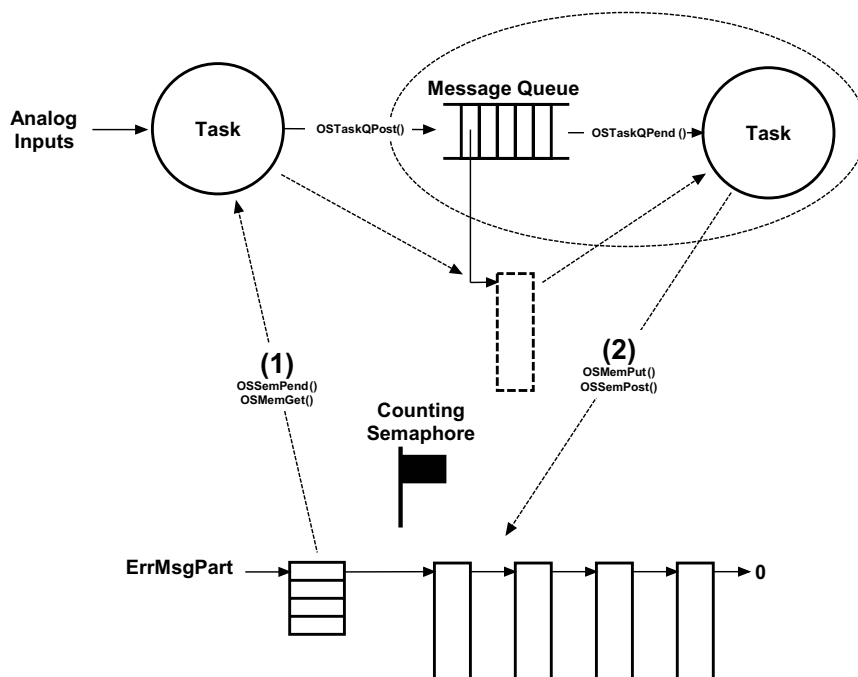 Message Queue
Analog
Inputs
Task
OSTaskQPost()
OSTaskQPend ()
Task
(1)
OSSemPend()
OSMemGet()
(2)
OSMemPut()
OSSemPost()
Counting
Semaphore
ErrMsgPart
0